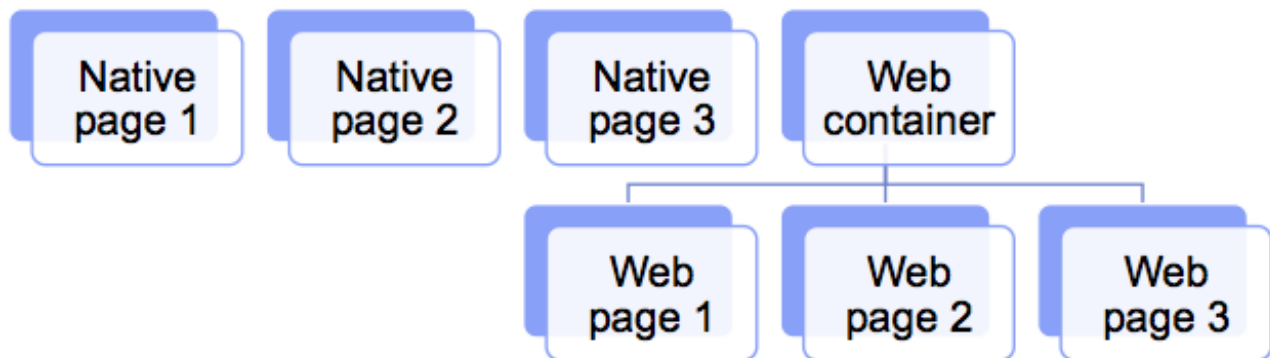 Native
page 1
Native
page 2
Native
page 3
Web
container
Web
page 1
Web
page 2
Web
page 3